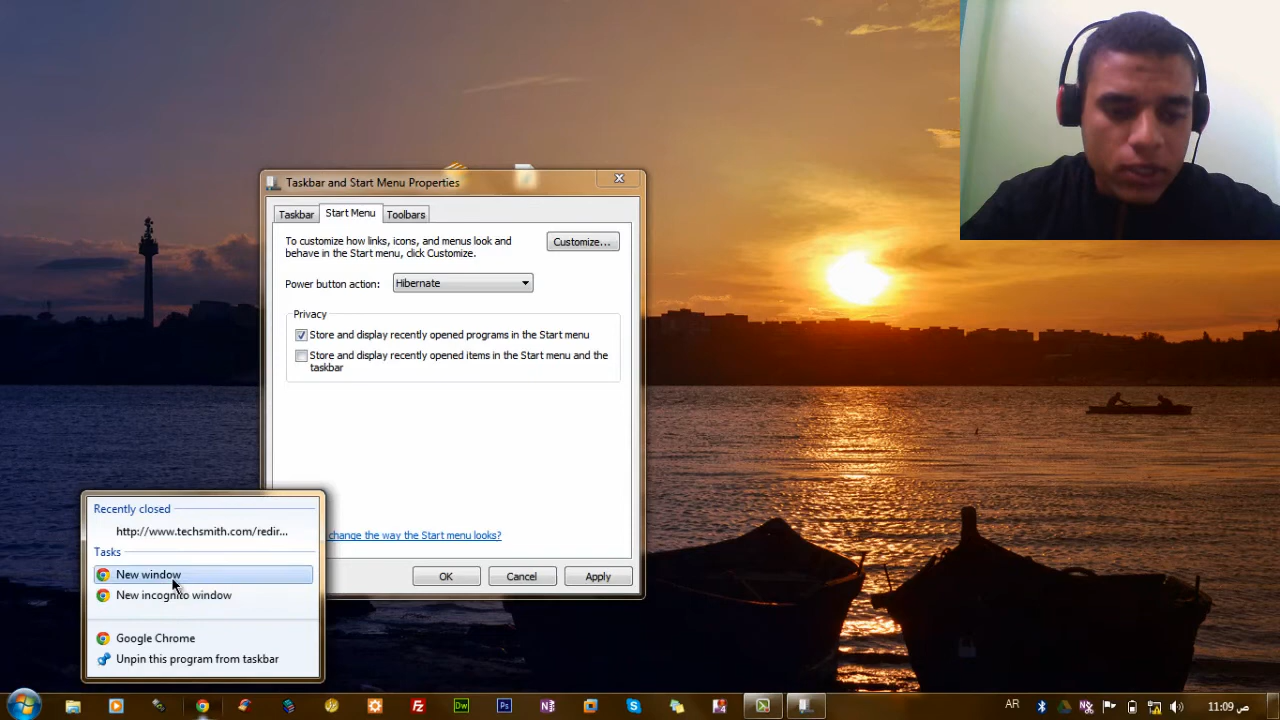 Taskbar and Start Menu Properties
Taskbar
Start Menu
Toolbars
To customize how links, icons, and menus look and
behave in the Start menu, click Customize.
Customize...
Power button action:
Hibernate
Privacy
Store and display recently opened programs in the Start menu
Store and display recently opened items in the Start menu and the
taskbar
change the way the Start menu looks?
OK
Cancel
Apply
Recently closed
http://www.techsmith.com/redir...
Tasks
New window
New incognito window
Google Chrome
Unpin this program from taskbar
Fz
Dw
Ps
N
S
AR
11:09 ص